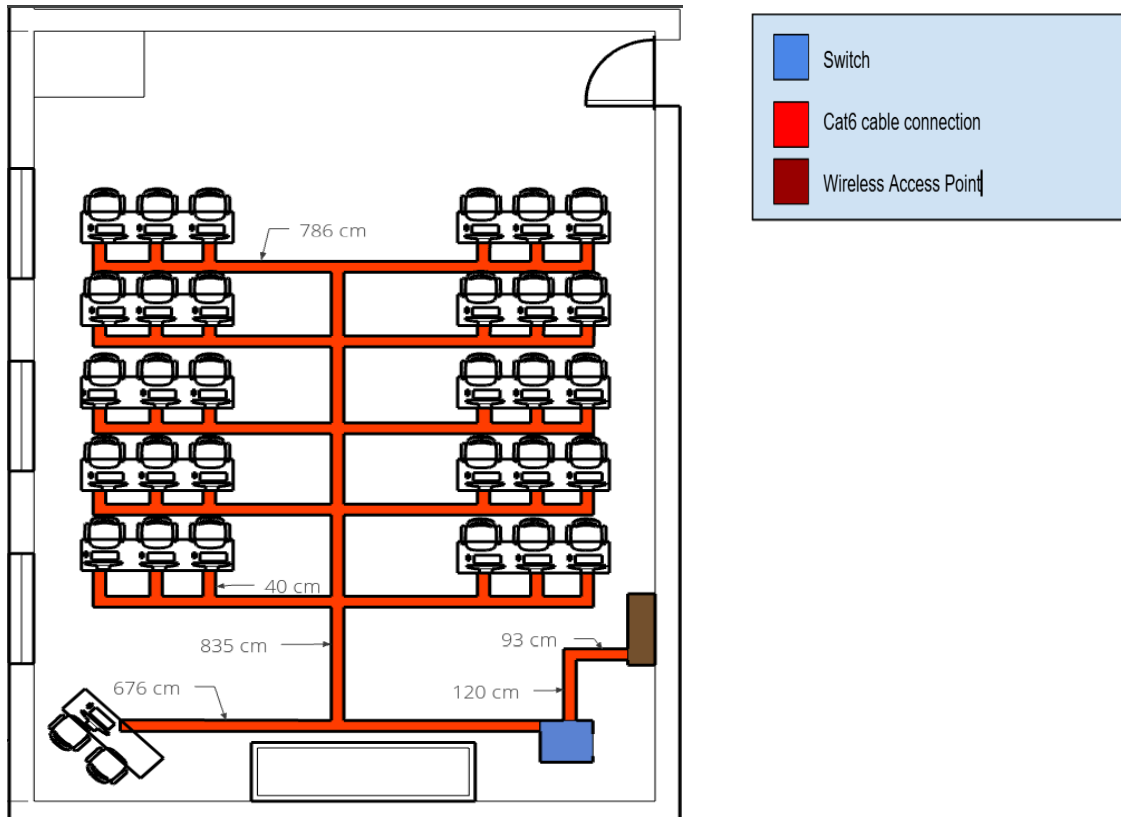 Switch
Cat6 cable connection
Wireless Access Point
786 cm
40 cm
835 cm
93 cm
676 cm
120 cm